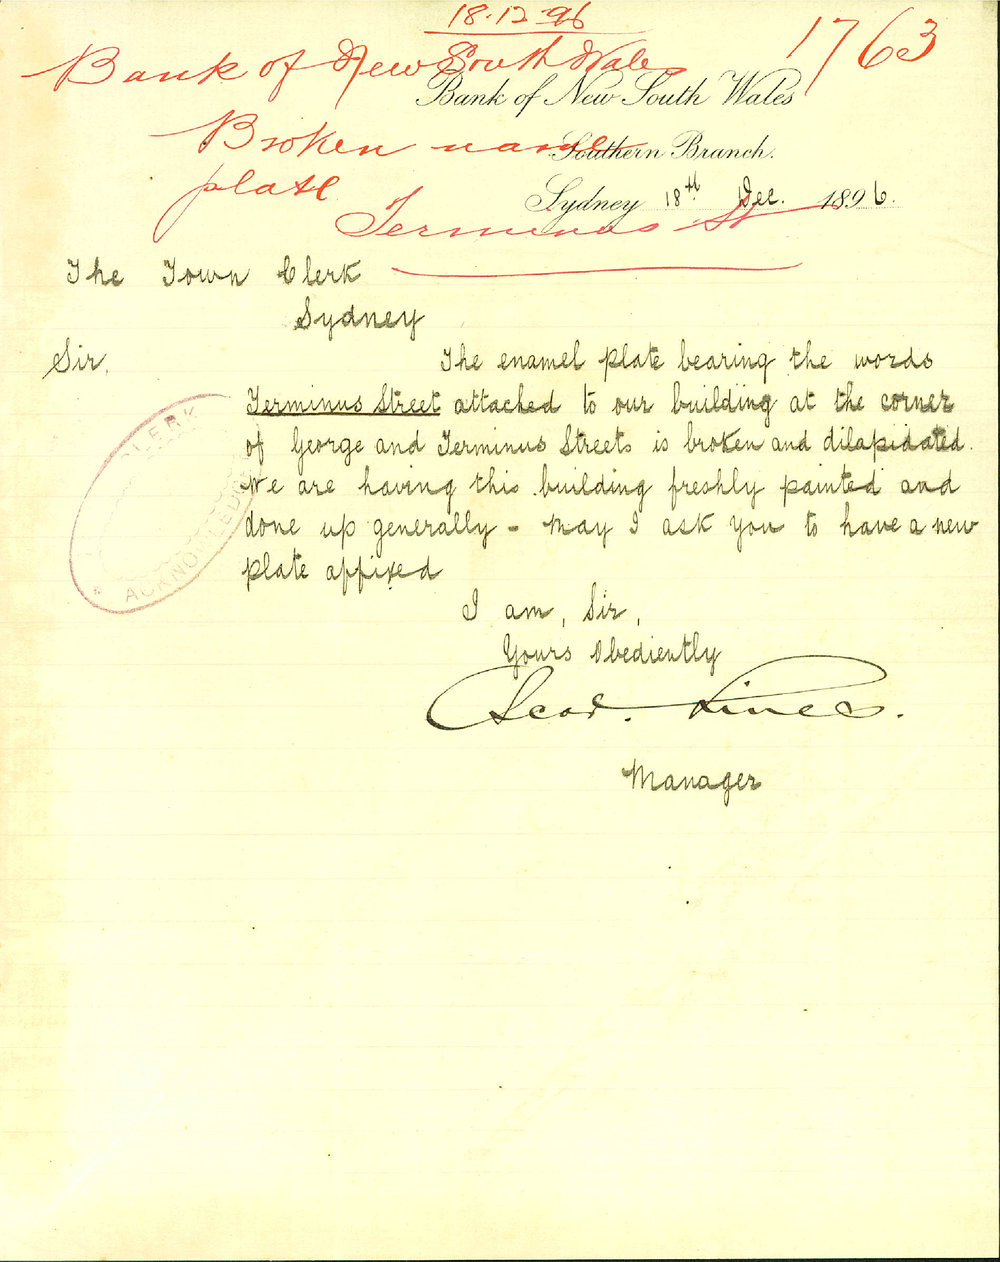 18.12.96
1763
Bank of New South Wales
Bank of New South Wales
Broken name
Southern Branch.
plate
Sydney 18th Dec. 1896.
Terminus St
The Town Clerk
Sydney
Sir,
The enamel plate bearing the words
Terminus Street attached to our building at the corner
of George and Terminus Streets is broken and dilapidated.
We are having this building freshly painted and
done up generally - May I ask you to have a new
plate affixed
CLERK
ACKNOWLEDGED
I am, Sir,
Yours Obediently
Manager